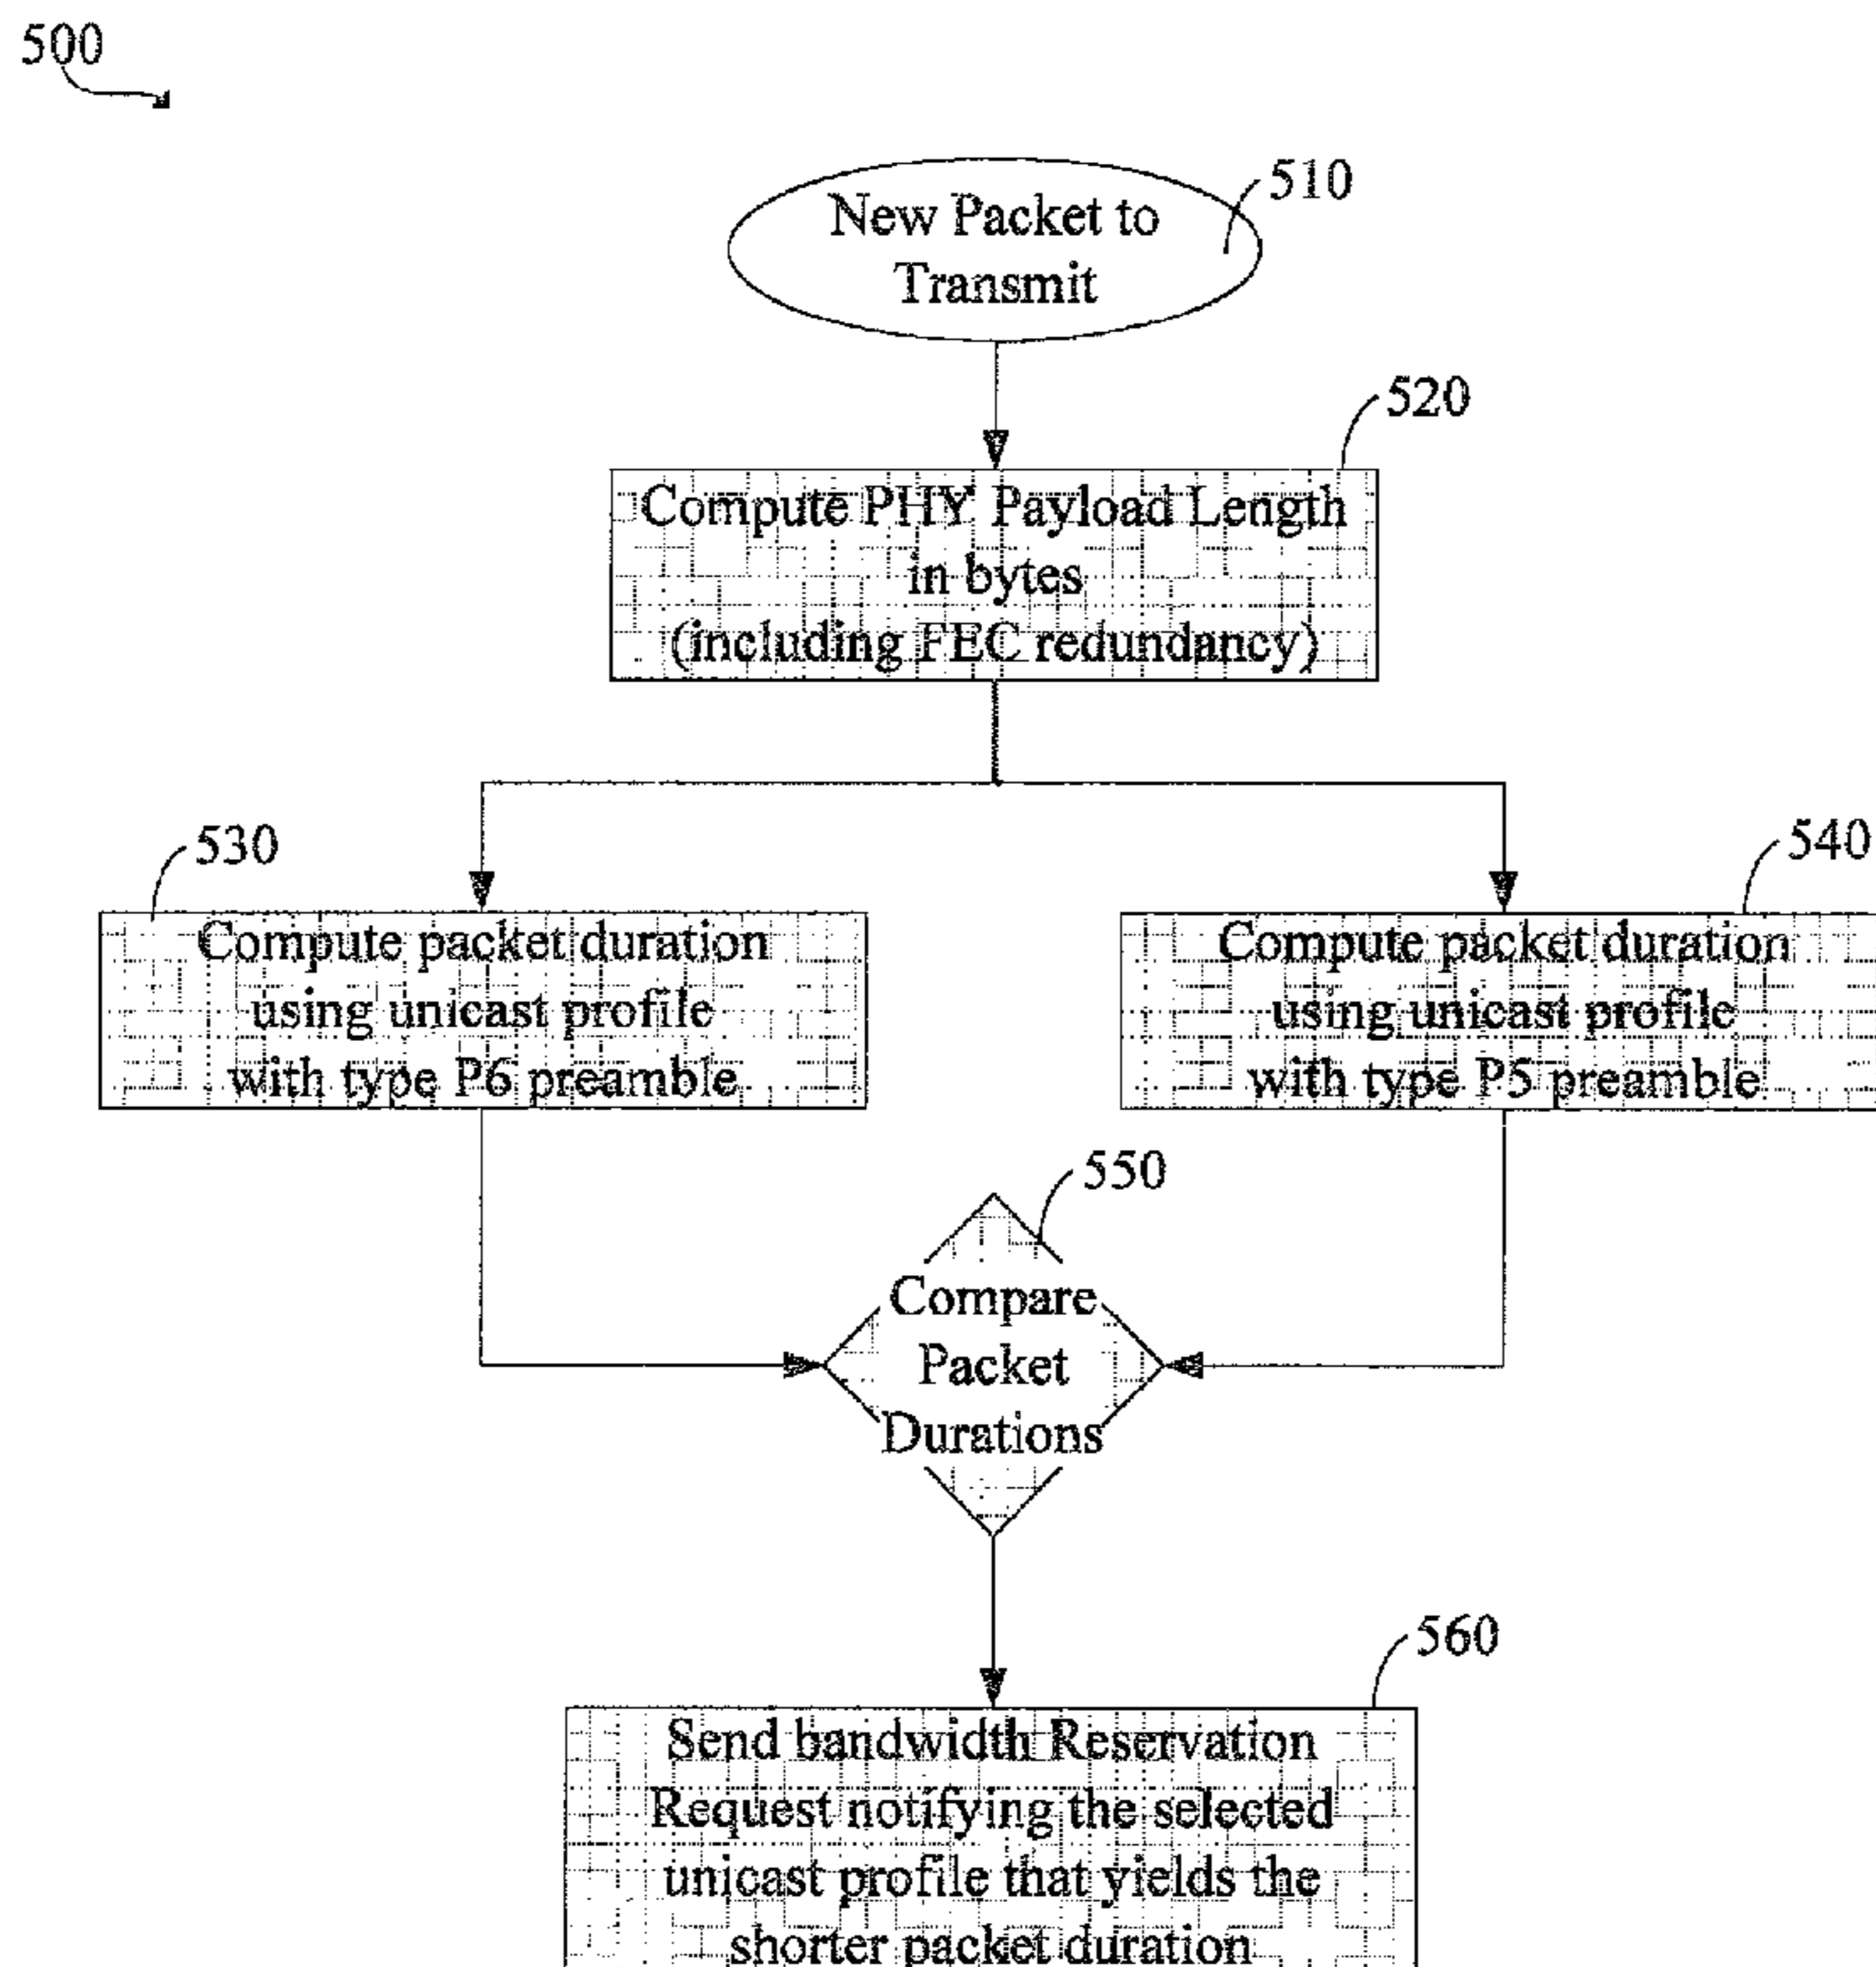 500
510
New Packet to
Transmit
520
Compute PHY Payload Length
in bytes
(including FEC redundancy)
530
540
Compute packet duration
using unicast profile
with type P6 preamble
Compute packet duration
using unicast profile
with type P5 preamble
550
Compare
Packet
Durations
560
Send bandwidth Reservation
Request notifying the selected
unicast profile that yields the
shorter packet duration